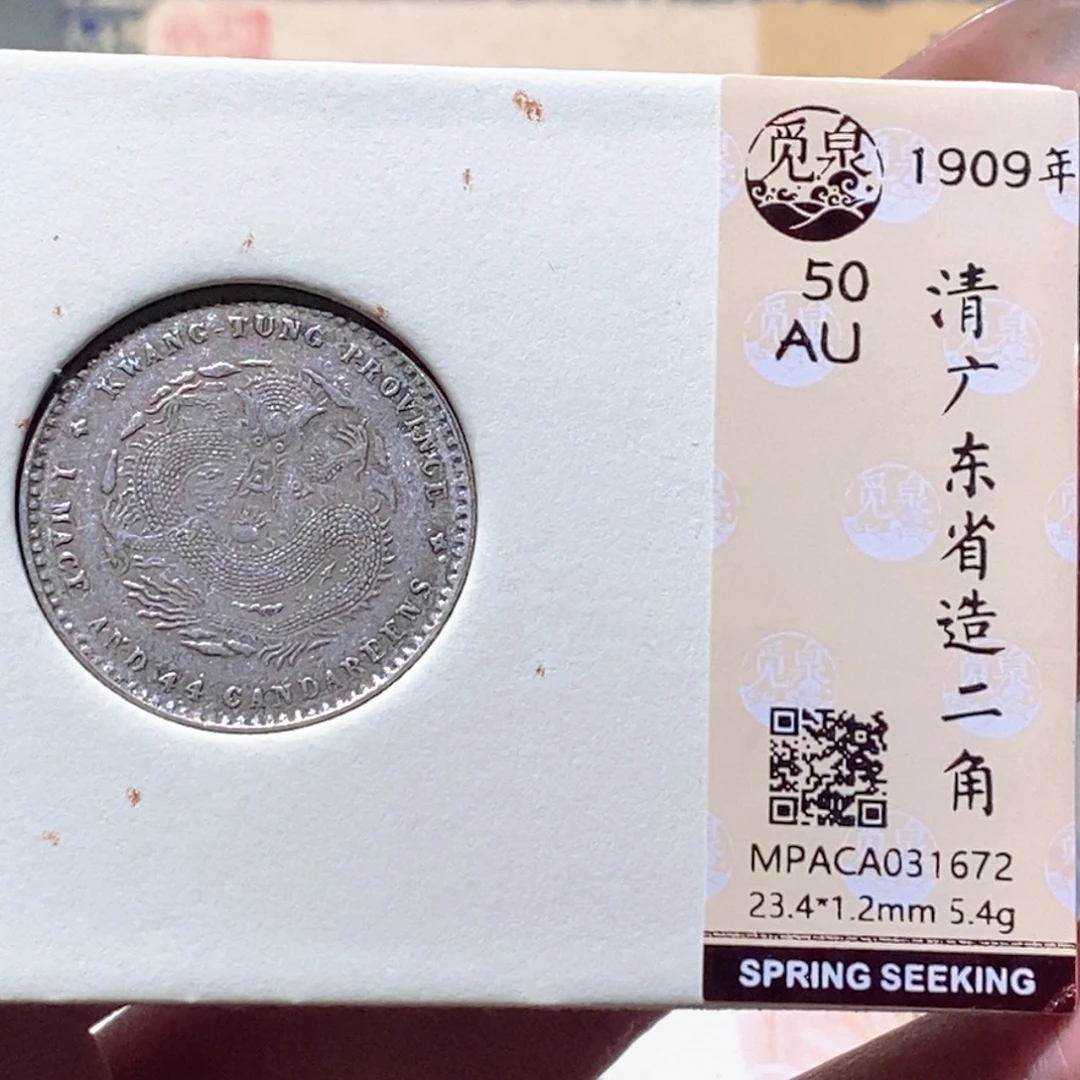 KWANG-TUNG PROVINCE
1 MACE AND 44 CANDAREENS
觅泉
1909年
50
AU
清广东省造二角
MPACA031672
23.4*1.2mm 5.4g
SPRING SEEKING